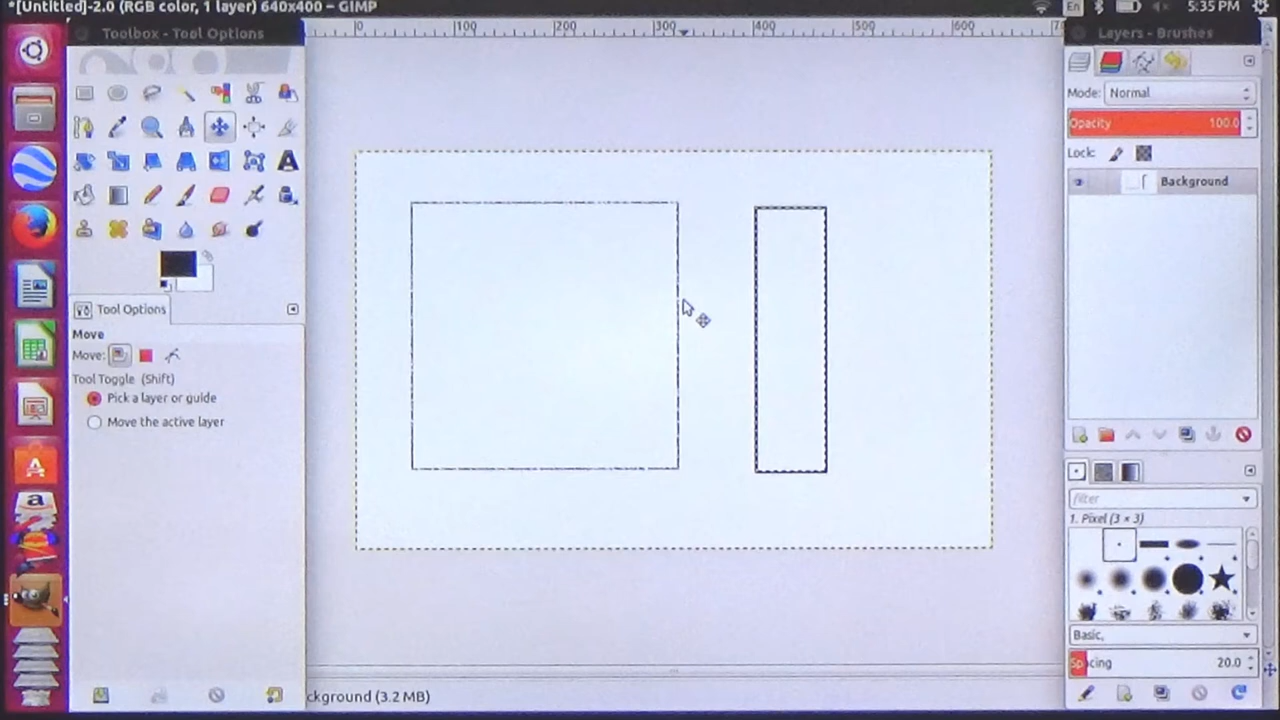 *[Untitled]-2.0 (RGB color, 1 layer) 640x400 – GIMP
En
5:35 PM
Toolbox - Tool Options
0
100
200
300
400
500
600
Layers - Brushes
Mode: Normal
Opacity 100.0
Lock:
Background
Tool Options
Move
Move:
Tool Toggle (Shift)
Pick a layer or guide
Move the active layer
filter
1. Pixel (3 × 3)
Basic,
Spacing 20.0
ckground (3.2 MB)